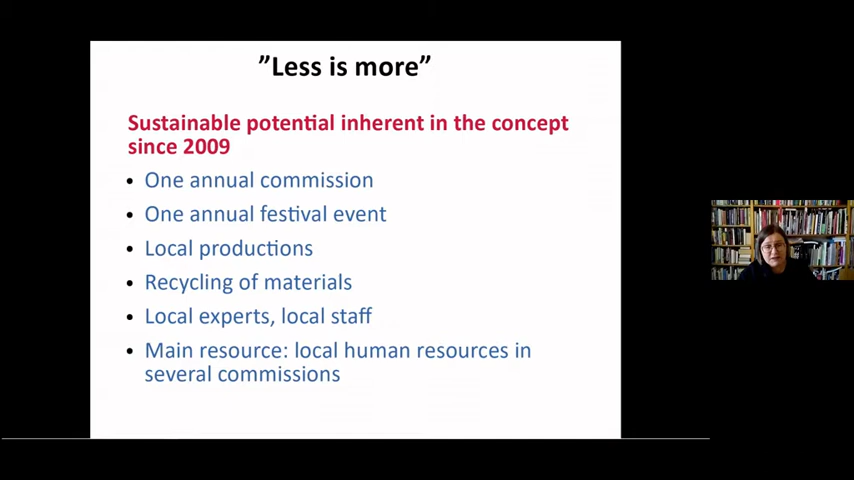 ”Less is more”
Sustainable potential inherent in the concept
since 2009
• One annual commission
• One annual festival event
• Local productions
• Recycling of materials
• Local experts, local staff
• Main resource: local human resources in
several commissions